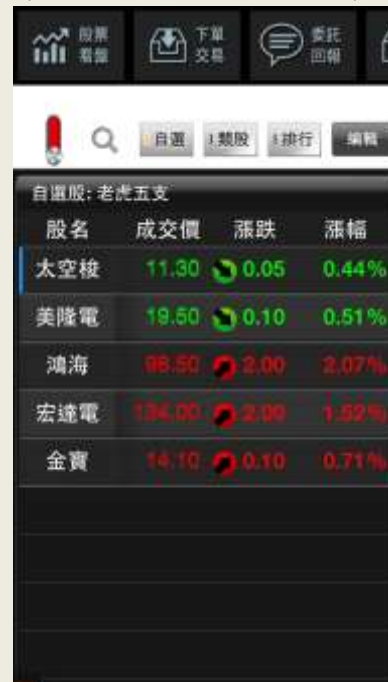 股票
看盤
下單
交易
委託
回報
自選 類股 排行 編輯
自選股: 老虎五支
股名 成交價 漲跌 漲幅
太空梭 11.30 0.05 0.44%
美隆電 19.50 0.10 0.51%
鴻海 98.50 2.00 2.07%
宏達電 134.00 2.00 1.52%
金寶 14.10 0.10 0.71%